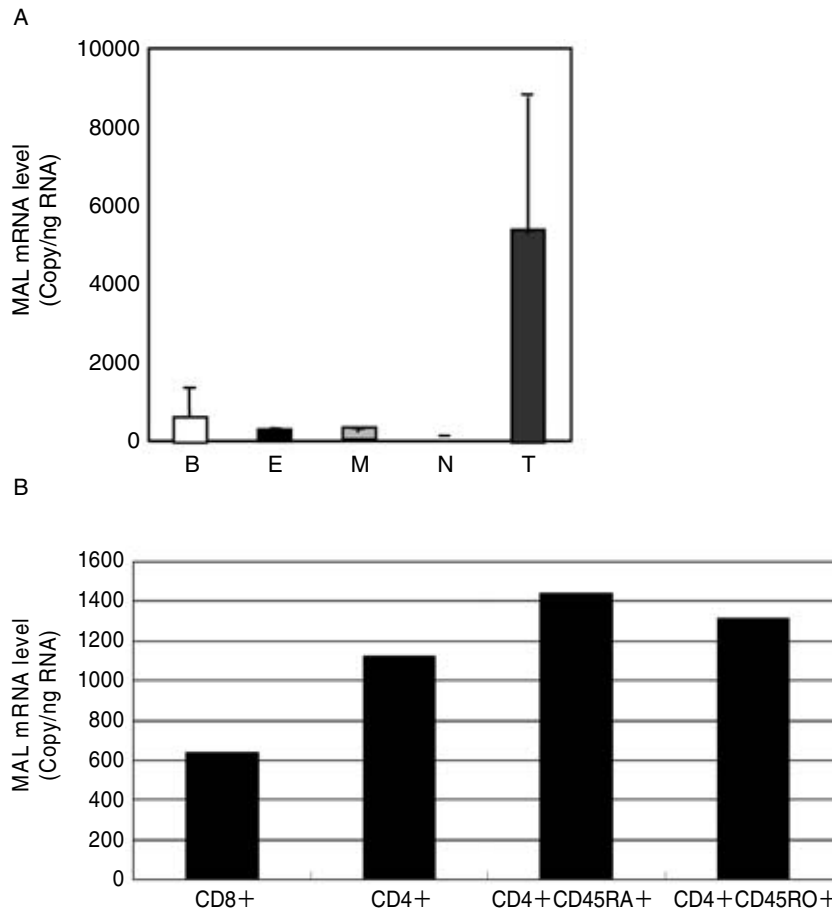 A
10000
8000
6000
4000
2000
0
MAL mRNA level
(Copy/ng RNA)
B E M N T
B
1600
1400
1200
1000
800
600
400
200
0
MAL mRNA level
(Copy/ng RNA)
CD8+ CD4+ CD4+CD45RA+ CD4+CD45RO+